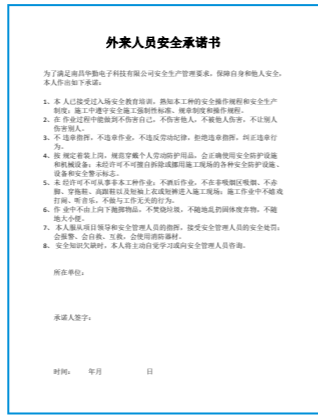 外来人员安全承诺书
为了满足南昌华勤电子科技有限公司安全生产管理要求，保障自身和他人安全，
本人作出如下承诺：
1、本人已接受过入场安全教育培训，熟知本工种的安全操作规程和安全生产
制度；施工中遵守安全施工强制性标准、规章制度和操作规程。
2、在作业过程中能做到不伤害自己，不伤害他人，不被他人伤害，不让别人
伤害别人。
3、不违章指挥，不违章作业，不违反劳动纪律，拒绝违章指挥，纠正违章行
为。
4、按规定着装上岗，规范穿戴个人劳动防护用品，会正确使用安全防护设施
和机械设备；未经许可不可擅自拆除或挪用施工现场的各种安全防护设施、
设备和安全警示标志。
5、未经许可不可从事非本工种作业；不酒后作业，不在非吸烟区吸烟，不赤
脚、穿拖鞋、高跟鞋以及短袖上衣或短裤进入施工现场；施工作业中不嬉戏
打闹、听音乐，不做与工作无关的行为。
6、作业中不由上向下抛掷物品，不焚烧垃圾，不随地乱扔固体废弃物，不随
地大小便。
7、本人服从项目领导和安全管理人员的指挥，接受安全管理人员的安全处罚；
会报警、会自救、互救，会使用消防器材。
8、安全知识欠缺时，本人将主动自觉学习或向安全管理人员咨询。
所在单位：
承诺人签字：
时间： 年月 日